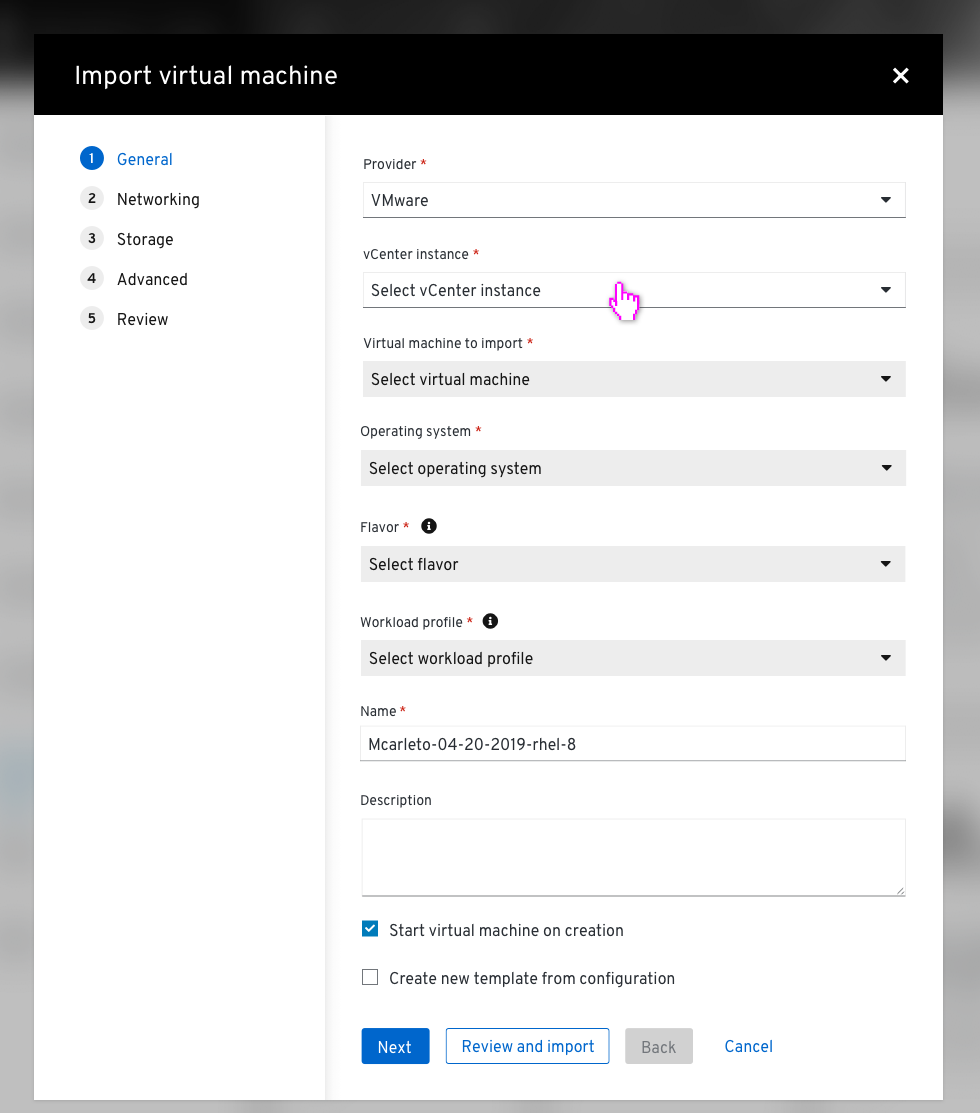 Import virtual machine
1 General
2 Networking
3 Storage
4 Advanced
5 Review
Provider *
VMware
vCenter instance *
Select vCenter instance
Virtual machine to import *
Select virtual machine
Operating system *
Select operating system
Flavor *
Select flavor
Workload profile *
Select workload profile
Name *
Mcarleto-04-20-2019-rhel-8
Description
Start virtual machine on creation
Create new template from configuration
Next Review and import Back Cancel